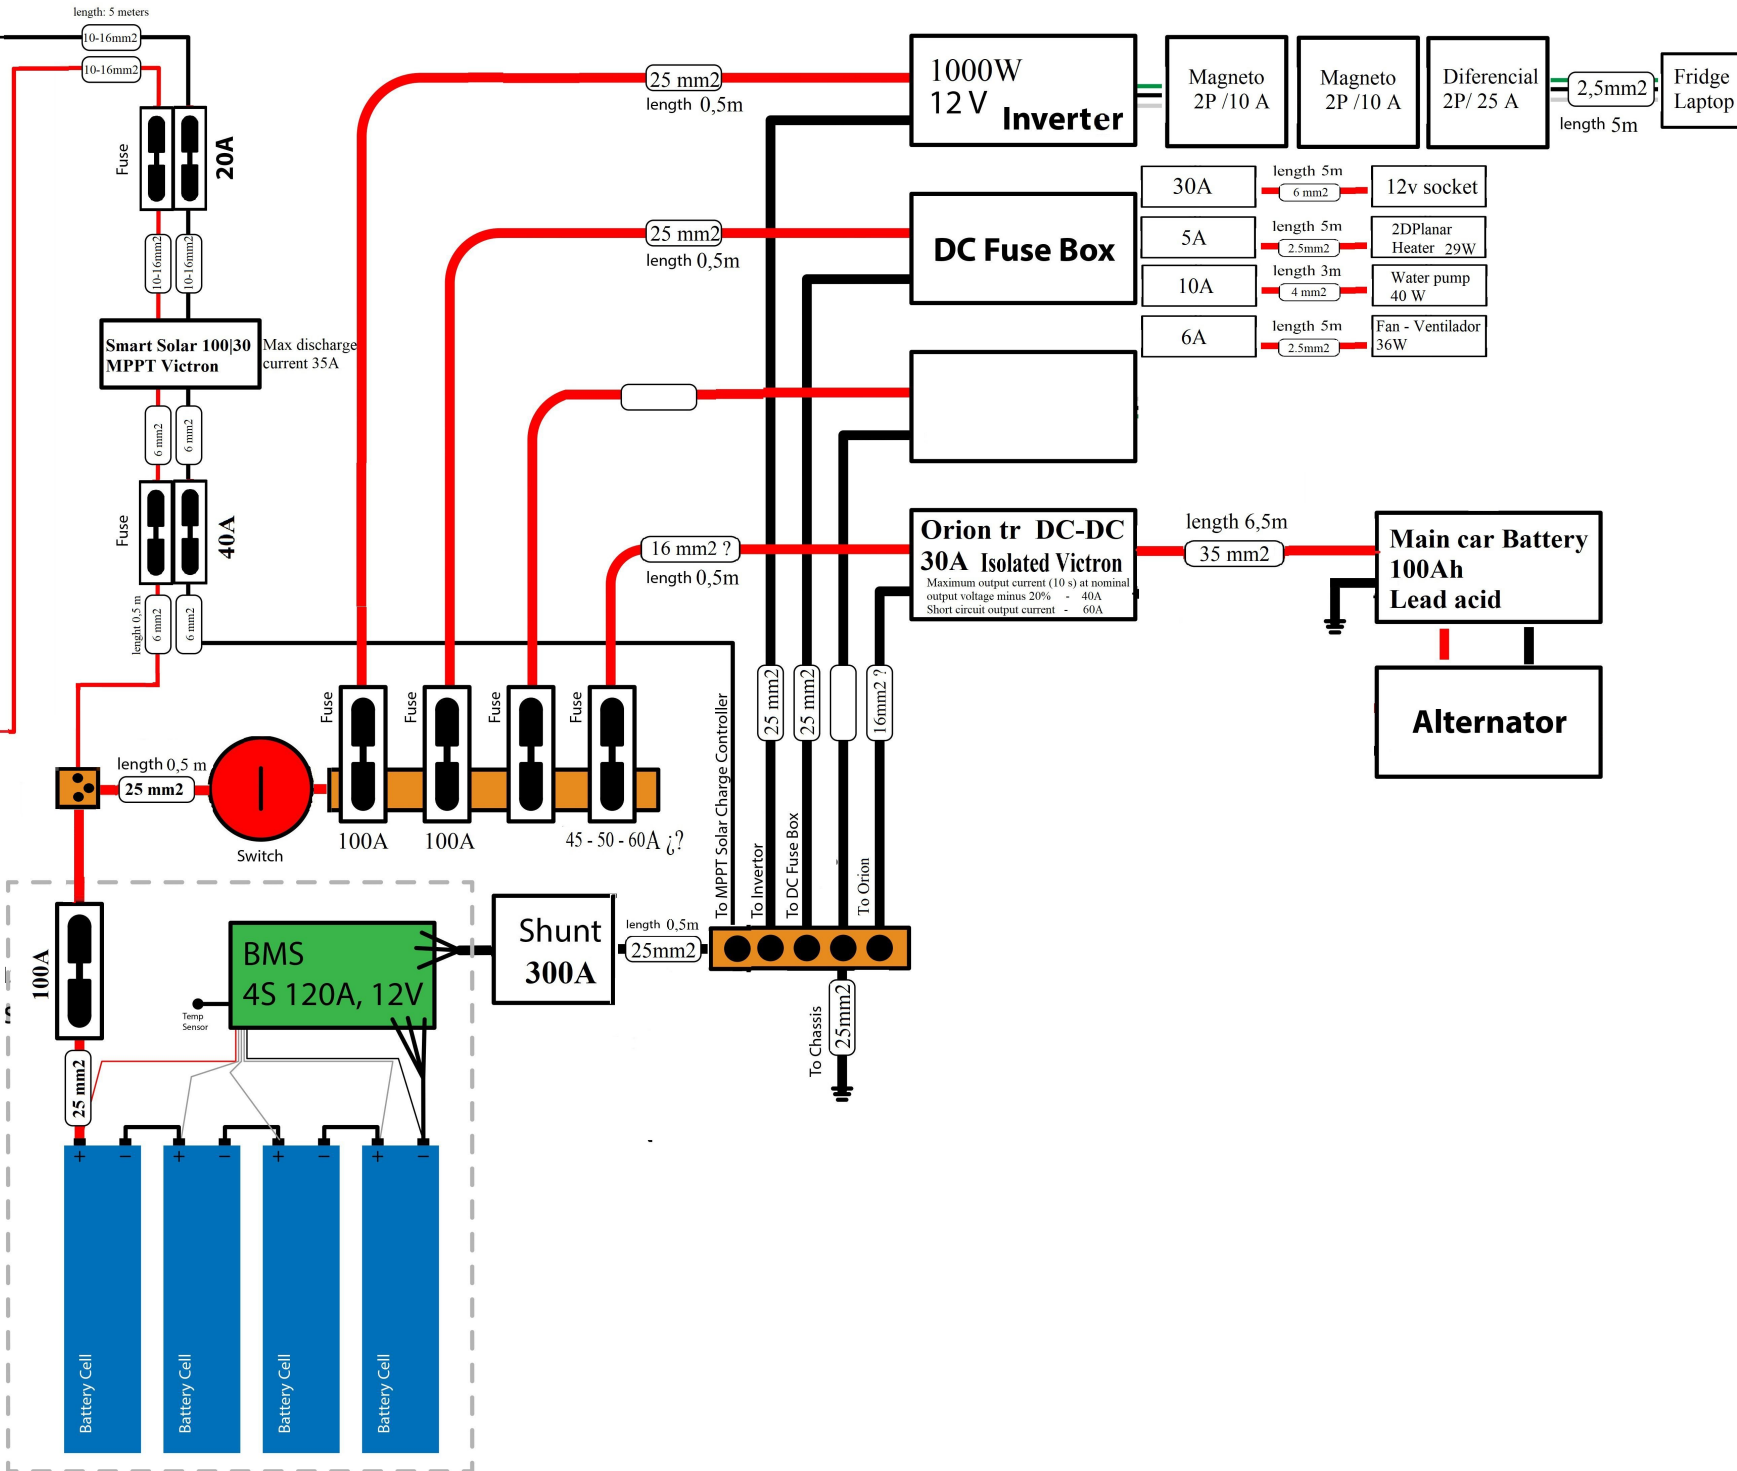 length: 5 meters
10-16mm2
10-16mm2
Fuse
20A
10-16mm2
10-16mm2
Smart Solar 100|30
MPPT Victron
Max discharge
current 35A
6 mm2
6 mm2
Fuse
40A
lenght 0,5 m
6 mm2
6 mm2
25 mm2
length 0,5m
25 mm2
length 0,5m
16 mm2 ?
length 0,5m
1000W
12 V
Inverter
Magneto
2P /10 A
Magneto
2P /10 A
Diferencial
2P/ 25 A
2,5mm2
length 5m
Fridge
Laptop
DC Fuse Box
30A
length 5m
6 mm2
12v socket
5A
length 5m
2.5mm2
2DPlanar
Heater 29W
10A
length 3m
4 mm2
Water pump
40 W
6A
length 5m
2.5mm2
Fan - Ventilador
36W
Orion tr DC-DC
30A Isolated Victron
Maximum output current (10 s) at nominal
output voltage minus 20% - 40A
Short circuit output current - 60A
length 6,5m
35 mm2
Main car Battery
100Ah
Lead acid
Alternator
length 0,5 m
25 mm2
Switch
Fuse
Fuse
Fuse
Fuse
100A
100A
45 - 50 - 60A ¿?
25 mm2
25 mm2
16mm2 ?
To MPPT Solar Charge Controller
To Invertor
To DC Fuse Box
To Orion
100A
25 mm2
BMS
4S 120A, 12V
Temp
Sensor
Shunt
300A
length 0,5m
25mm2
To Chassis
25mm2
+
−
+
−
+
−
+
−
Battery Cell
Battery Cell
Battery Cell
Battery Cell